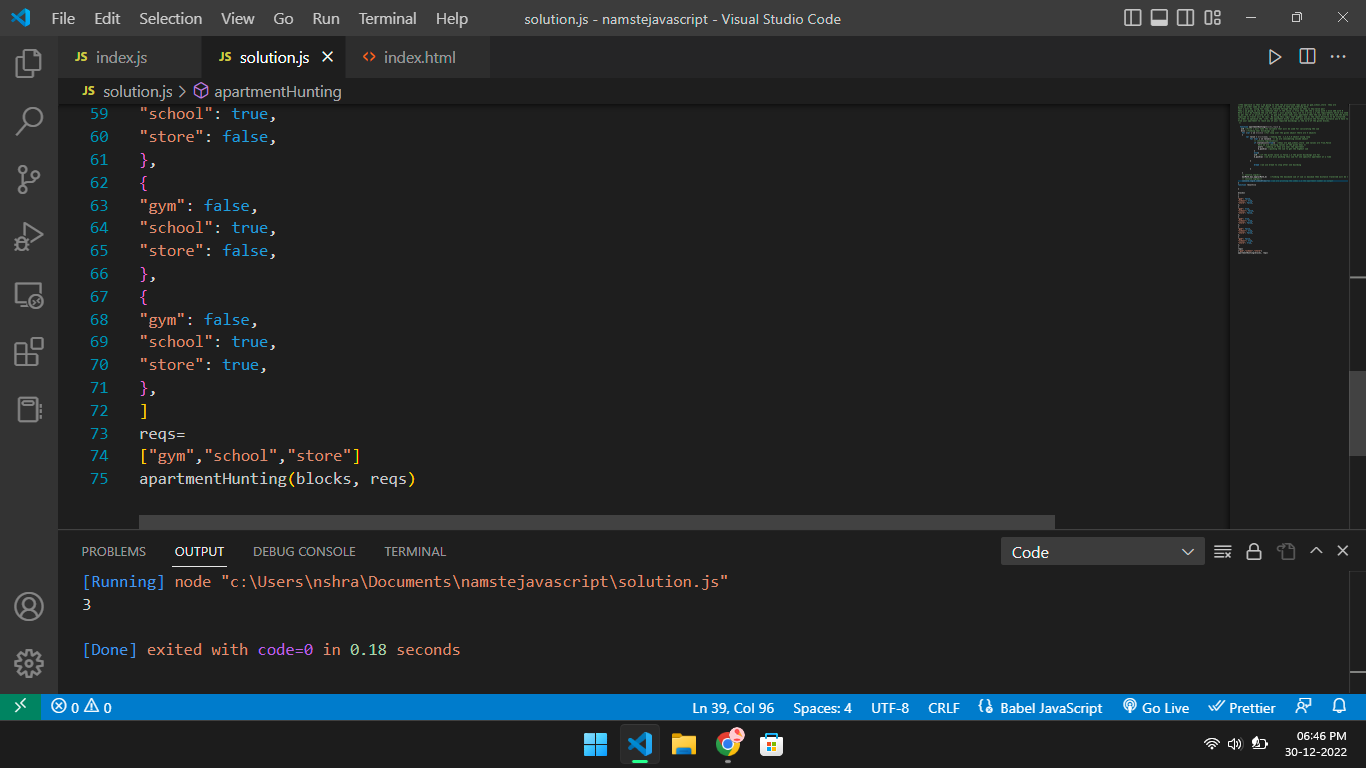 File Edit Selection View Go Run Terminal Help solution.js - namstejavascript - Visual Studio Code
JS index.js JS solution.js <> index.html
JS solution.js > apartmentHunting
59 "school": true,
60 "store": false,
61 },
62 {
63 "gym": false,
64 "school": true,
65 "store": false,
66 },
67 {
68 "gym": false,
69 "school": true,
70 "store": true,
71 },
72 ]
73 reqs=
74 ["gym","school","store"]
75 apartmentHunting(blocks, reqs)
PROBLEMS OUTPUT DEBUG CONSOLE TERMINAL Code
[Running] node "c:\Users\nshra\Documents\namstejavascript\solution.js"
3
[Done] exited with code=0 in 0.18 seconds
0 0 Ln 39, Col 96 Spaces: 4 UTF-8 CRLF Babel JavaScript Go Live Prettier
06:46 PM
30-12-2022